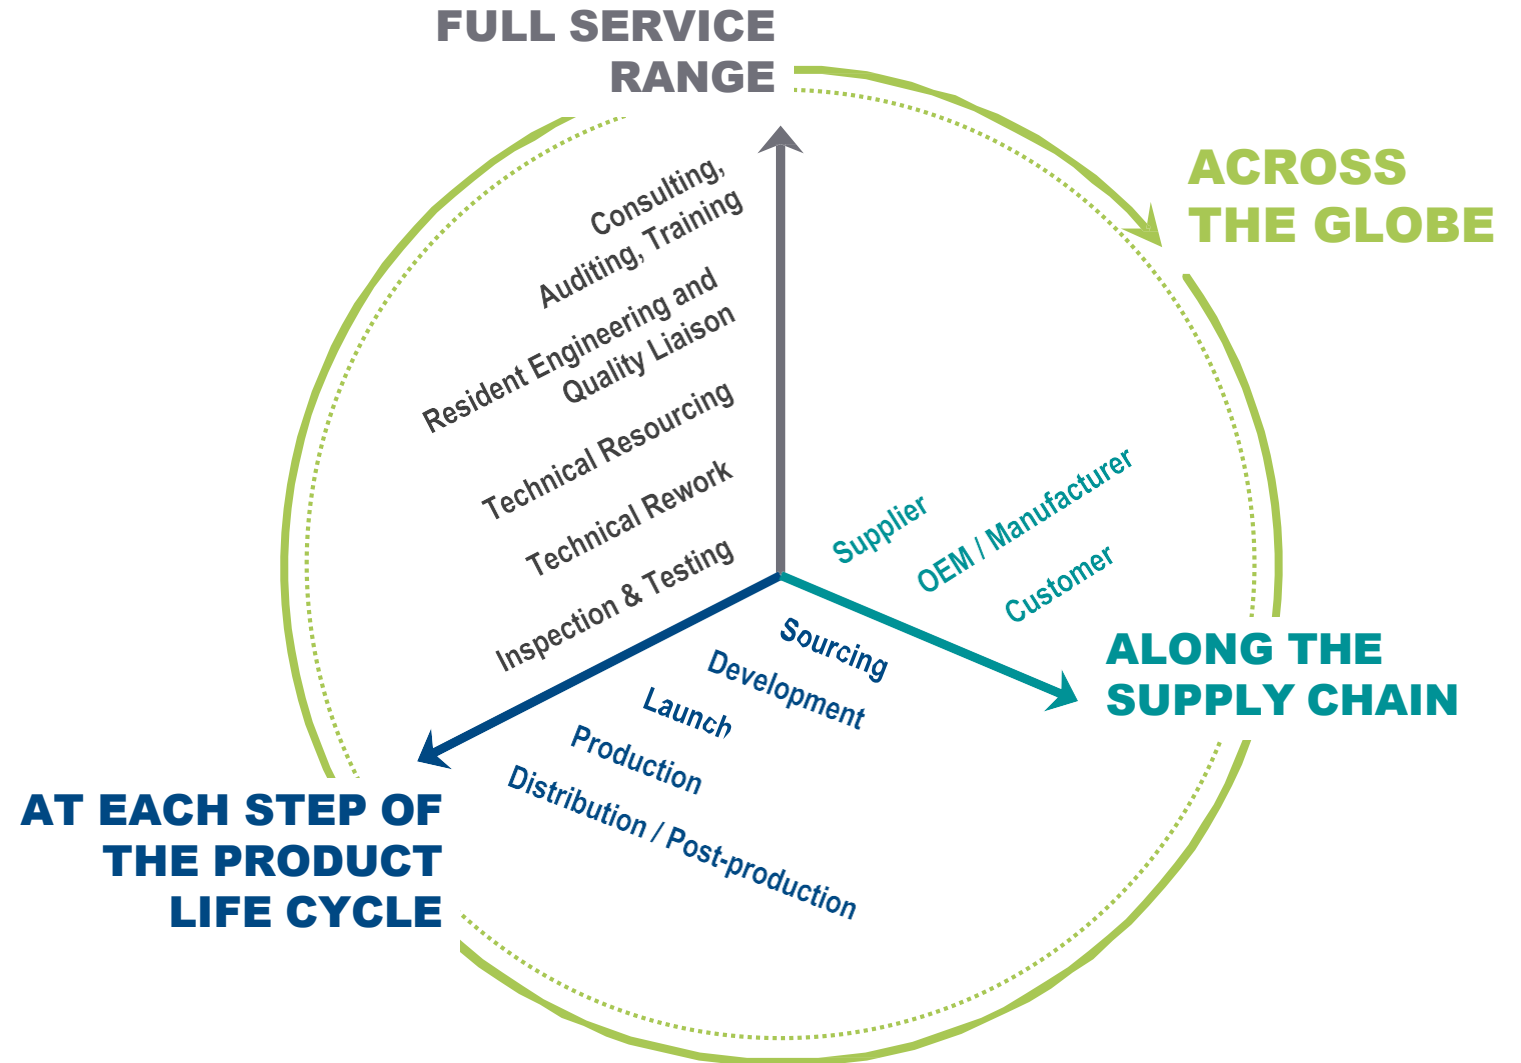 FULL SERVICE
RANGE
ACROSS
THE GLOBE
Consulting,
Auditing, Training
Resident Engineering and
Quality Liaison
Technical Resourcing
Technical Rework
Inspection & Testing
Supplier
OEM / Manufacturer
Customer
ALONG THE
SUPPLY CHAIN
Sourcing
Development
Launch
Production
Distribution / Post-production
AT EACH STEP OF
THE PRODUCT
LIFE CYCLE